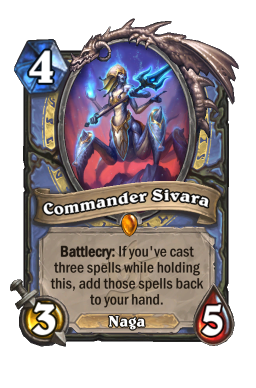 4
Commander Sivara
Battlecry: If you've cast
three spells while holding
this, add those spells back
to your hand.
3
Naga
5